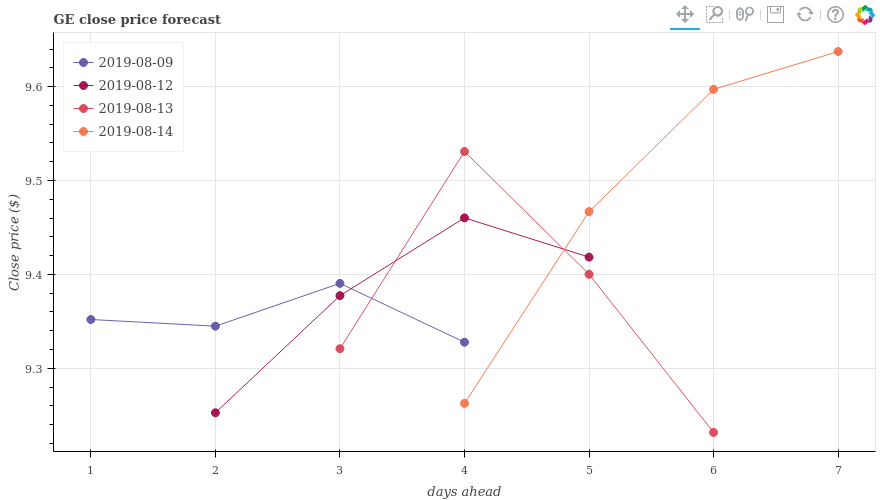 GE close price forecast
2019-08-09
2019-08-12
2019-08-13
2019-08-14
9.6
9.5
9.4
9.3
Close price ($)
1 2 3 4 5 6 7
days ahead